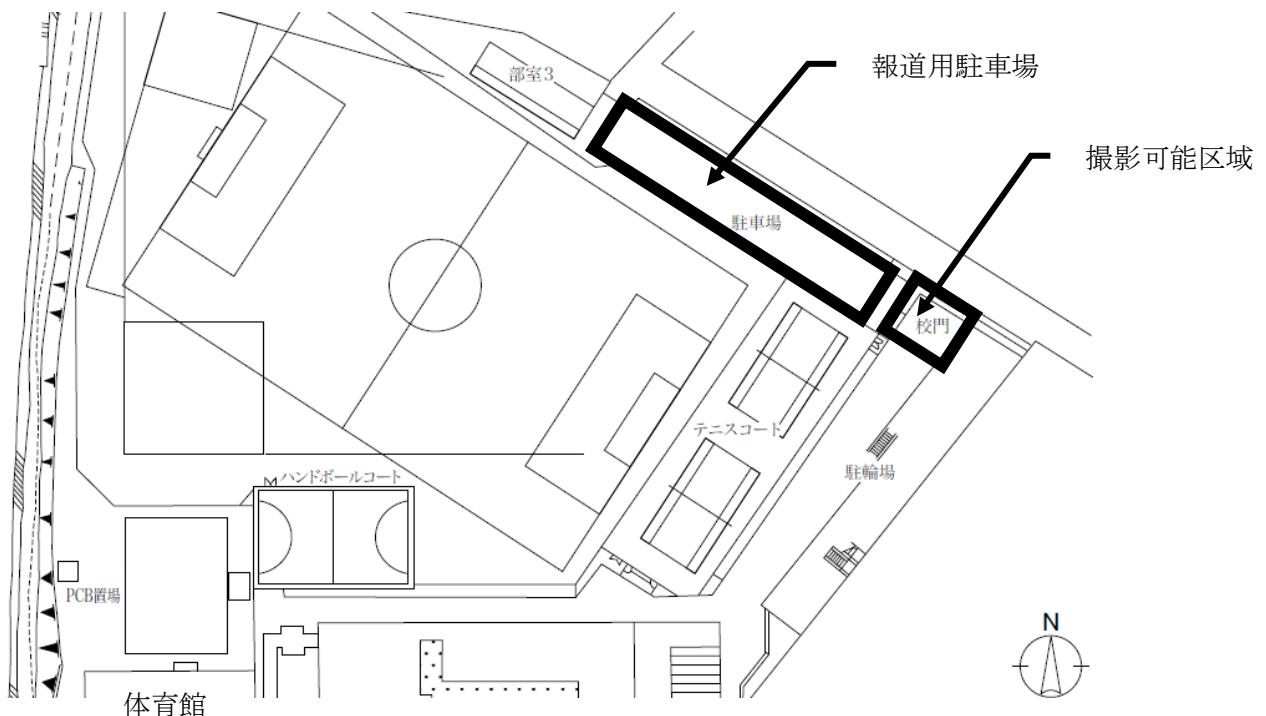 報道用駐車場
部室3
撮影可能区域
駐車場
校門
テニスコート
駐輪場
ハンドボールコート
PCB置場
N
体育館